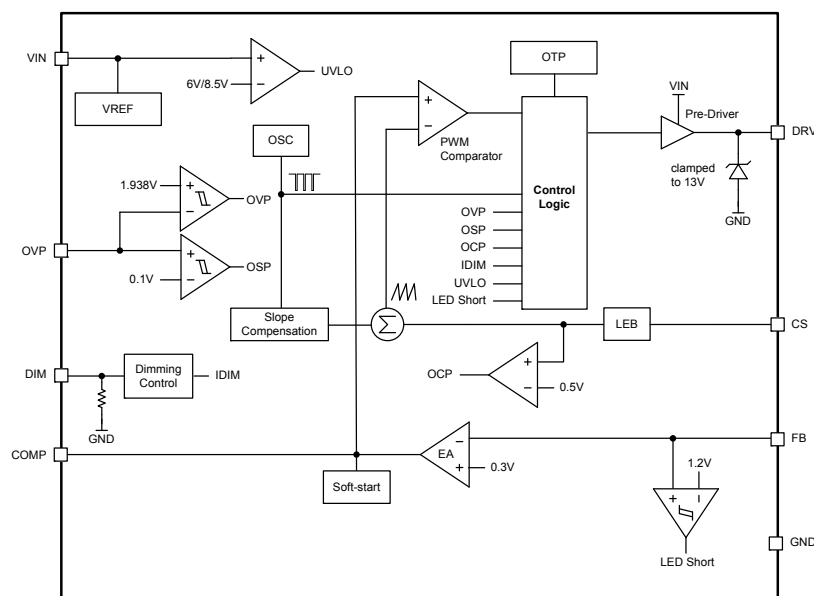 VIN
VREF
6V/8.5V
+
−
UVLO
OTP
VIN
Pre-Driver
DRV
clamped
to 13V
GND
+
−
PWM
Comparator
OSC
Control
Logic
1.938V
+
−
OVP
OVP
+
−
OSP
0.1V
OVP
OSP
OCP
IDIM
UVLO
LED Short
Slope
Compensation
Σ
LEB
CS
OCP
+
−
0.5V
DIM
Dimming
Control
IDIM
GND
COMP
Soft-start
EA
−
+
0.3V
FB
1.2V
+
−
LED Short
GND